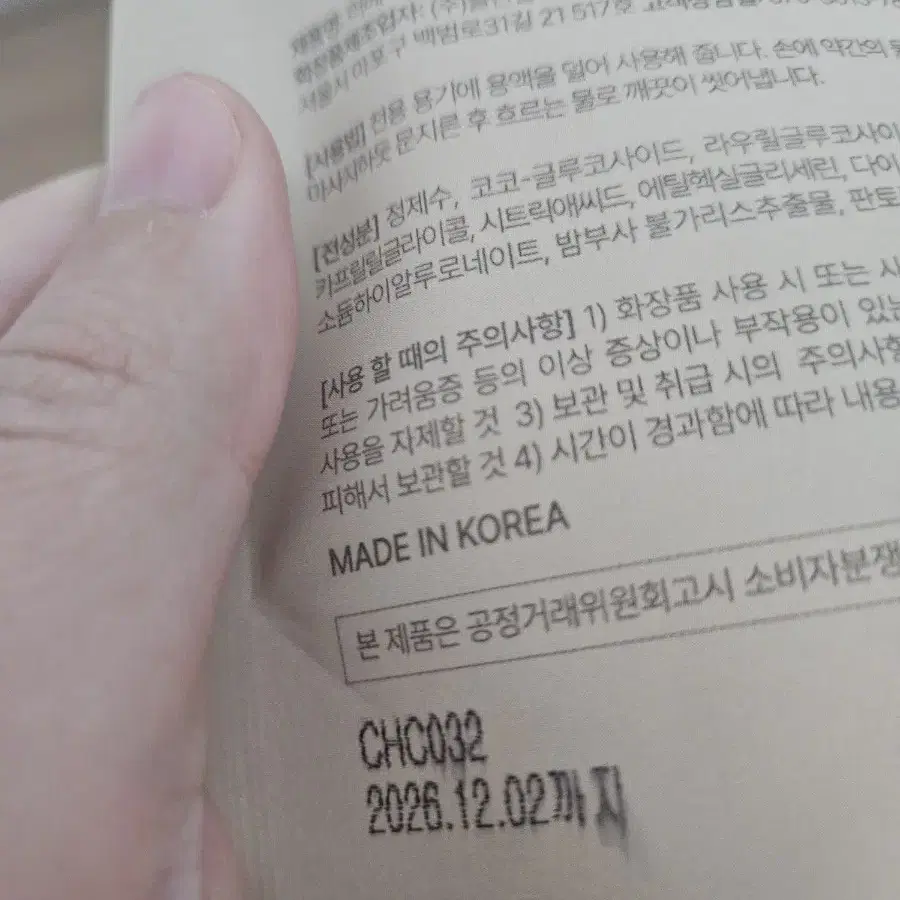 화장품제조업자: (주)
서울시 마포구 백범로31길 21 517호
[사용법] 전용 용기에 용액을 덜어 사용해 줍니다. 손에 약간의
마사지하듯 문지른 후 흐르는 물로 깨끗이 씻어냅니다.
[전성분] 정제수, 코코-글루코사이드, 라우릴글루코사이
카프릴릴글라이콜, 시트릭애씨드, 에틸헥실글리세린, 다이
소듐하이알루로네이트, 밤부사 불가리스추출물, 판토
[사용 할 때의 주의사항] 1) 화장품 사용 시 또는 사
또는 가려움증 등의 이상 증상이나 부작용이 있는
사용을 자제할 것 3) 보관 및 취급 시의 주의사항
피해서 보관할 것 4) 시간이 경과함에 따라 내용
MADE IN KOREA
본 제품은 공정거래위원회고시 소비자분쟁
CHC032
2026.12.02까지